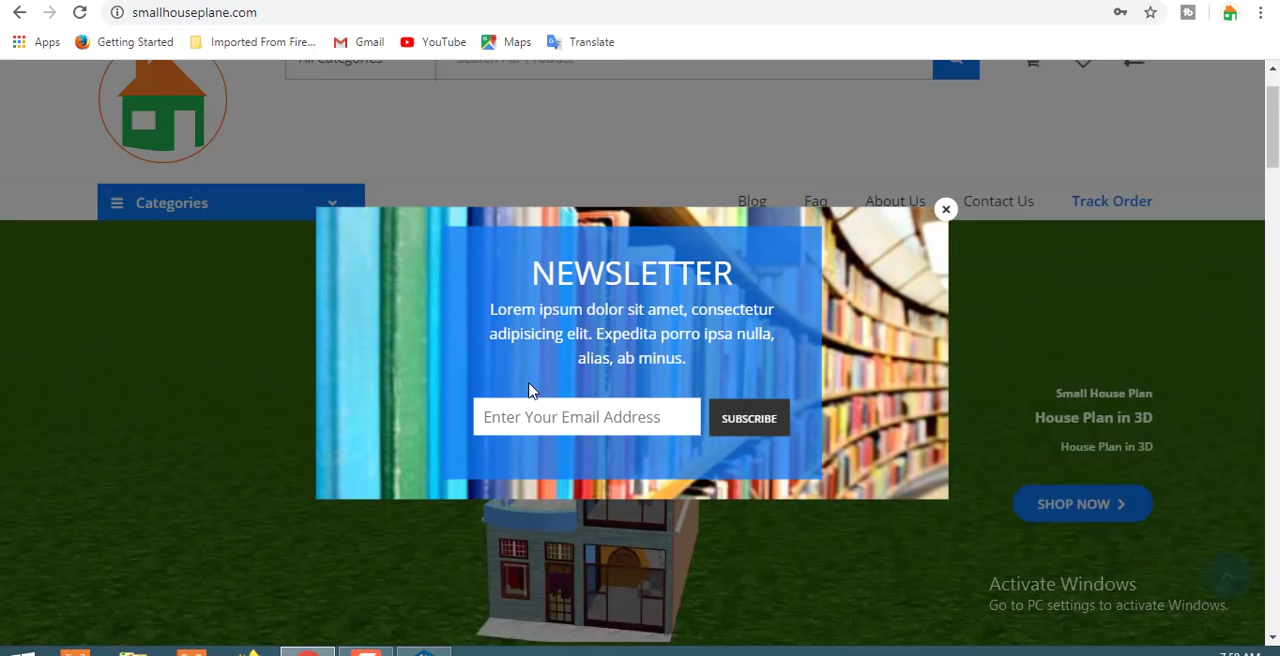 smallhouseplane.com
Apps
Getting Started
Imported From Fire...
Gmail
YouTube
Maps
Translate
All Categories
Search For Product
Categories
Blog
Faq
About Us
Contact Us
Track Order
NEWSLETTER
Lorem ipsum dolor sit amet, consectetur
adipisicing elit. Expedita porro ipsa nulla,
alias, ab minus.
Enter Your Email Address
SUBSCRIBE
Small House Plan
House Plan in 3D
House Plan in 3D
SHOP NOW
Activate Windows
Go to PC settings to activate Windows.